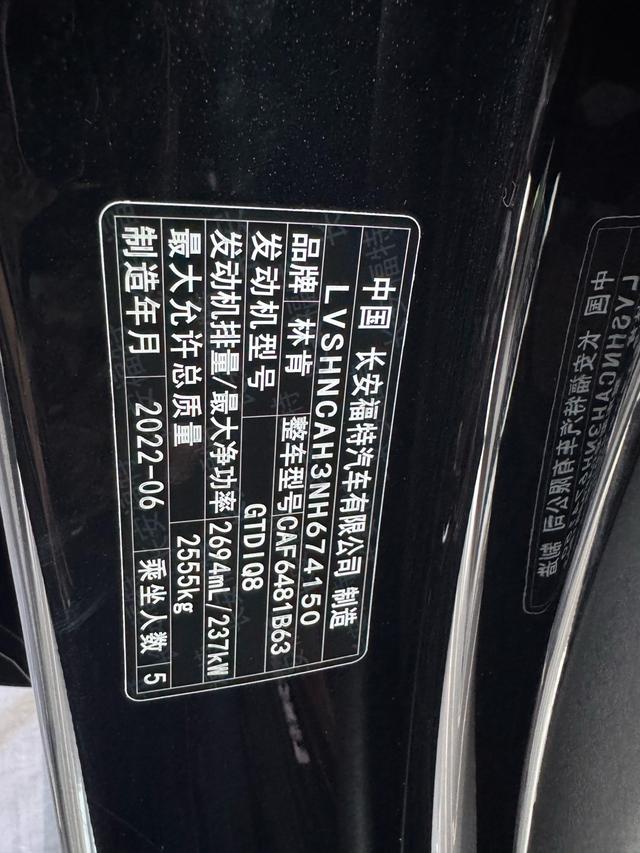 中国 长安福特汽车有限公司 制造
LVSHNCAH3NH674150
品牌 林肯 整车型号 CAF6481B63
发动机型号 GTDIQ8
发动机排量/最大净功率 2694mL/237kW
最大允许总质量 2555kg
制造年月 2022-06 乘坐人数 5